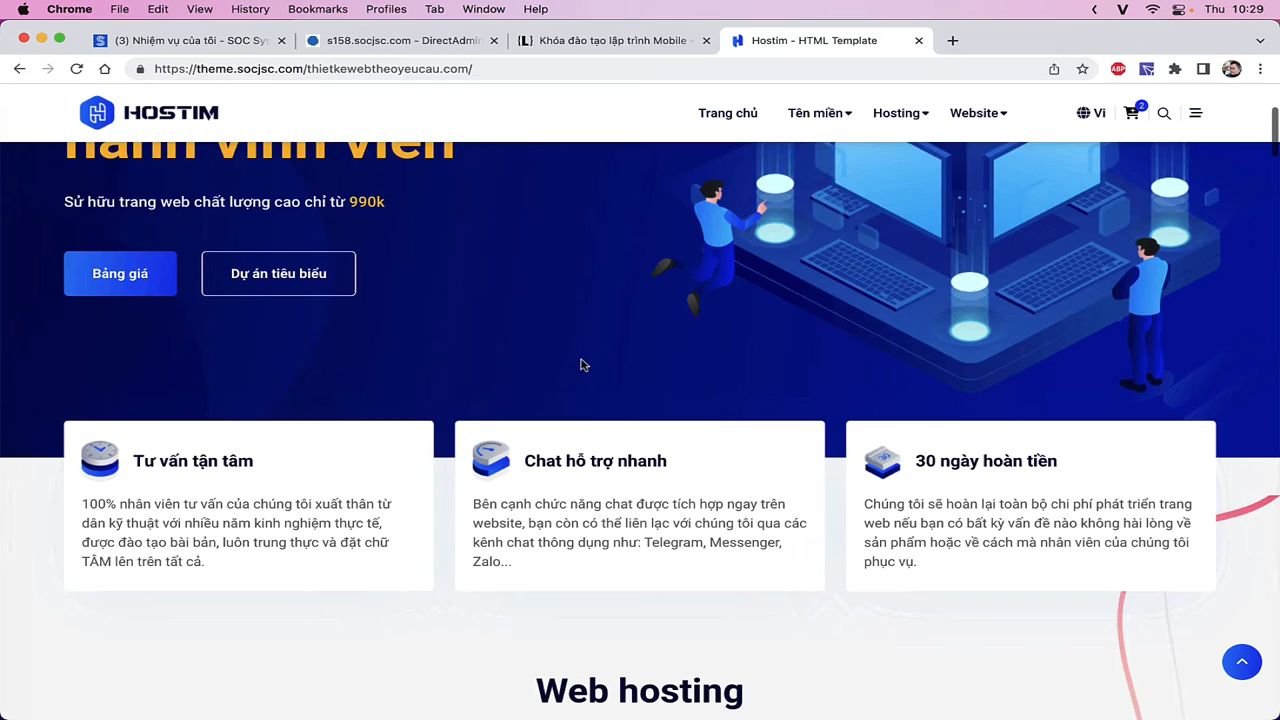 Chrome File Edit View History Bookmarks Profiles Tab Window Help Thu 10:29
(3) Nhiệm vụ của tôi - SOC Sy s158.socjsc.com - DirectAdmin Khóa đào tạo lập trình Mobile - Hostim - HTML Template
https://theme.socjsc.com/thietkewebtheoyeucau.com/
ABP
HOSTIM Trang chủ Tên miền Hosting Website Vi 2
hành vĩnh viễn
Sử hữu trang web chất lượng cao chỉ từ 990k
Bảng giá Dự án tiêu biểu
Tư vấn tận tâm
100% nhân viên tư vấn của chúng tôi xuất thân từ
dân kỹ thuật với nhiều năm kinh nghiệm thực tế,
được đào tạo bài bản, luôn trung thực và đặt chữ
TÂM lên trên tất cả.
Chat hỗ trợ nhanh
Bên cạnh chức năng chat được tích hợp ngay trên
website, bạn còn có thể liên lạc với chúng tôi qua các
kênh chat thông dụng như: Telegram, Messenger,
Zalo...
30
30 ngày hoàn tiền
Chúng tôi sẽ hoàn lại toàn bộ chi phí phát triển trang
web nếu bạn có bất kỳ vấn đề nào không hài lòng về
sản phẩm hoặc về cách mà nhân viên của chúng tôi
phục vụ.
Web hosting